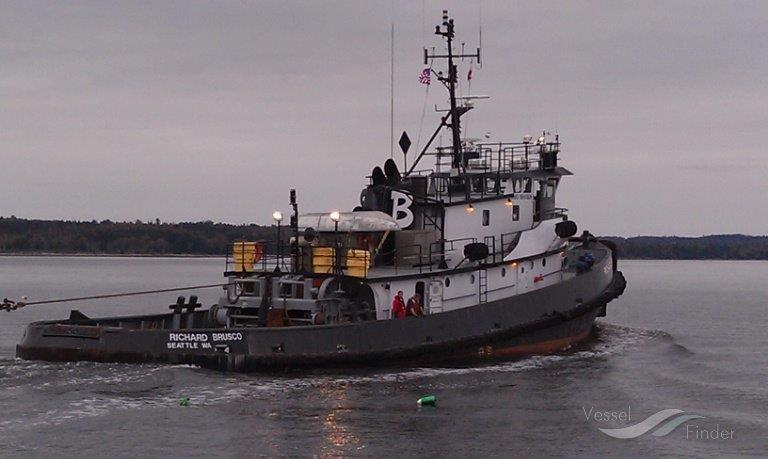 B
RICHARD BRUSCO
SEATTLE WA
Vessel
Finder